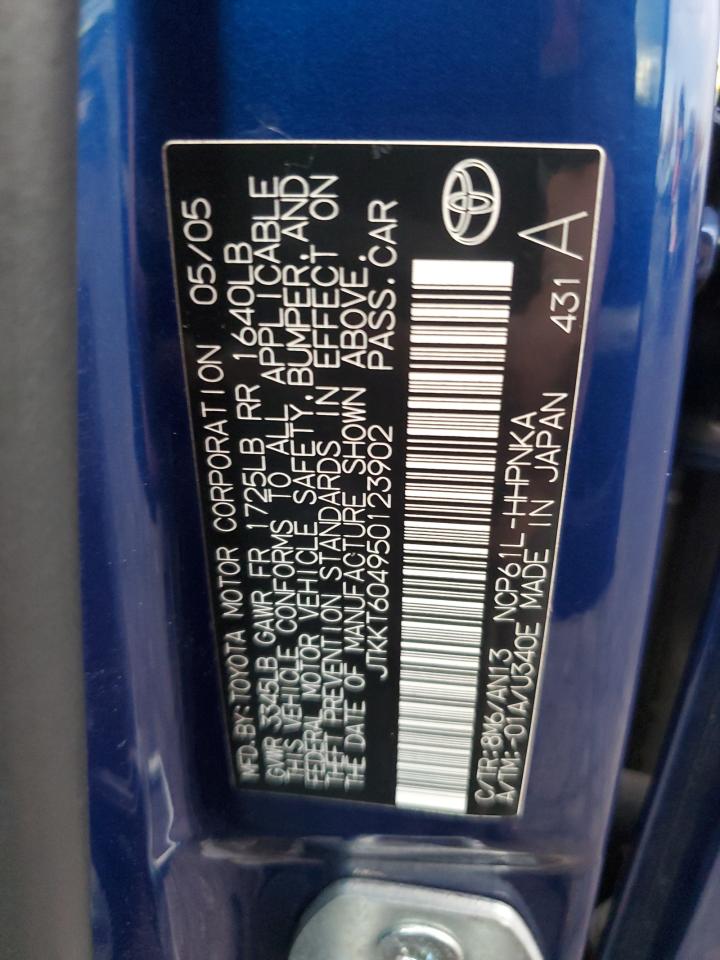 MFD.BY:TOYOTA MOTOR CORPORATION 05/05
GVWR 3345LB GAWR FR 1725LB RR 1640LB
THIS VEHICLE CONFORMS TO ALL APPLICABLE
FEDERAL MOTOR VEHICLE SAFETY,BUMPER,AND
THEFT PREVENTION STANDARDS IN EFFECT ON
THE DATE OF MANUFACTURE SHOWN ABOVE.
JTKKT604950123902 PASS.CAR
C/TR:8M6/AN13 NCP61L-HHPNKA
A/TM:-01A/U340E MADE IN JAPAN 431 A